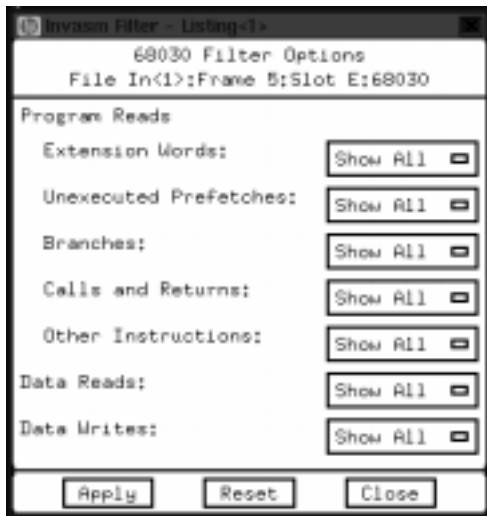 Invasm Filter - Listing<1>
68030 Filter Options
File In<1>:Frame 5:Slot E:68030
Program Reads
Extension Words: Show All
Unexecuted Prefetches: Show All
Branches: Show All
Calls and Returns: Show All
Other Instructions: Show All
Data Reads: Show All
Data Writes: Show All
Apply Reset Close